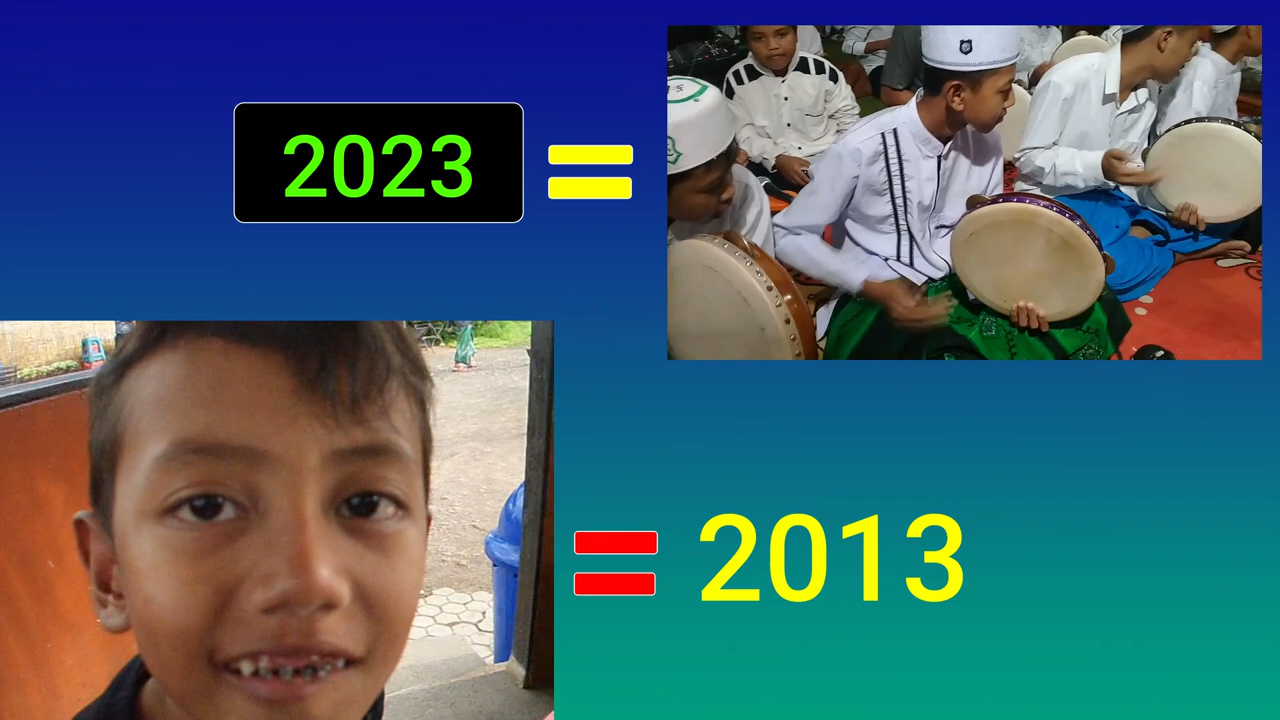 2023
=
= 2013